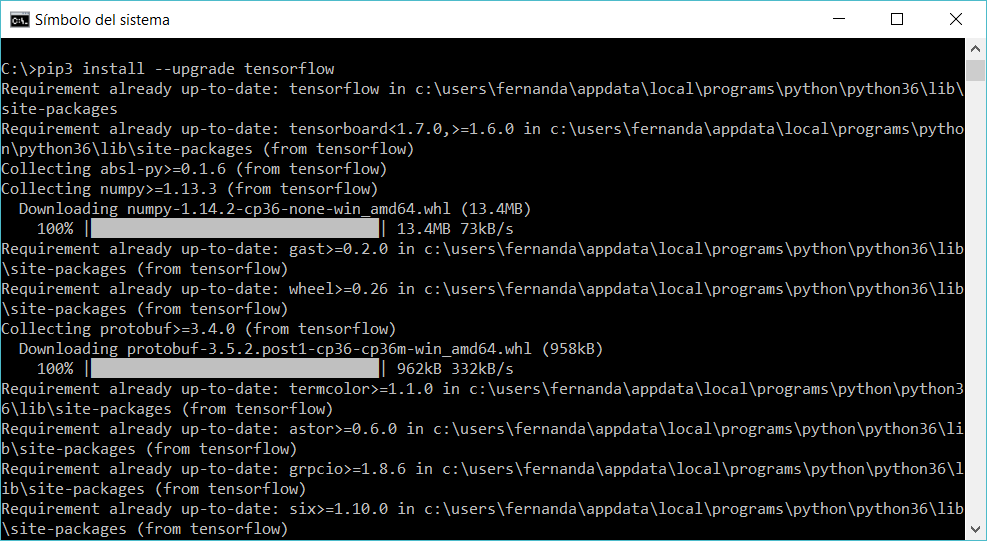 Símbolo del sistema
C:\>pip3 install --upgrade tensorflow
Requirement already up-to-date: tensorflow in c:\users\fernanda\appdata\local\programs\python\python36\lib\
site-packages
Requirement already up-to-date: tensorboard<1.7.0,>=1.6.0 in c:\users\fernanda\appdata\local\programs\pytho
n\python36\lib\site-packages (from tensorflow)
Collecting absl-py>=0.1.6 (from tensorflow)
Collecting numpy>=1.13.3 (from tensorflow)
  Downloading numpy-1.14.2-cp36-none-win_amd64.whl (13.4MB)
    100% |████████████████████████████████| 13.4MB 73kB/s
Requirement already up-to-date: gast>=0.2.0 in c:\users\fernanda\appdata\local\programs\python\python36\lib
\site-packages (from tensorflow)
Requirement already up-to-date: wheel>=0.26 in c:\users\fernanda\appdata\local\programs\python\python36\lib
\site-packages (from tensorflow)
Collecting protobuf>=3.4.0 (from tensorflow)
  Downloading protobuf-3.5.2.post1-cp36-cp36m-win_amd64.whl (958kB)
    100% |████████████████████████████████| 962kB 332kB/s
Requirement already up-to-date: termcolor>=1.1.0 in c:\users\fernanda\appdata\local\programs\python\python3
6\lib\site-packages (from tensorflow)
Requirement already up-to-date: astor>=0.6.0 in c:\users\fernanda\appdata\local\programs\python\python36\li
b\site-packages (from tensorflow)
Requirement already up-to-date: grpcio>=1.8.6 in c:\users\fernanda\appdata\local\programs\python\python36\l
ib\site-packages (from tensorflow)
Requirement already up-to-date: six>=1.10.0 in c:\users\fernanda\appdata\local\programs\python\python36\lib
\site-packages (from tensorflow)